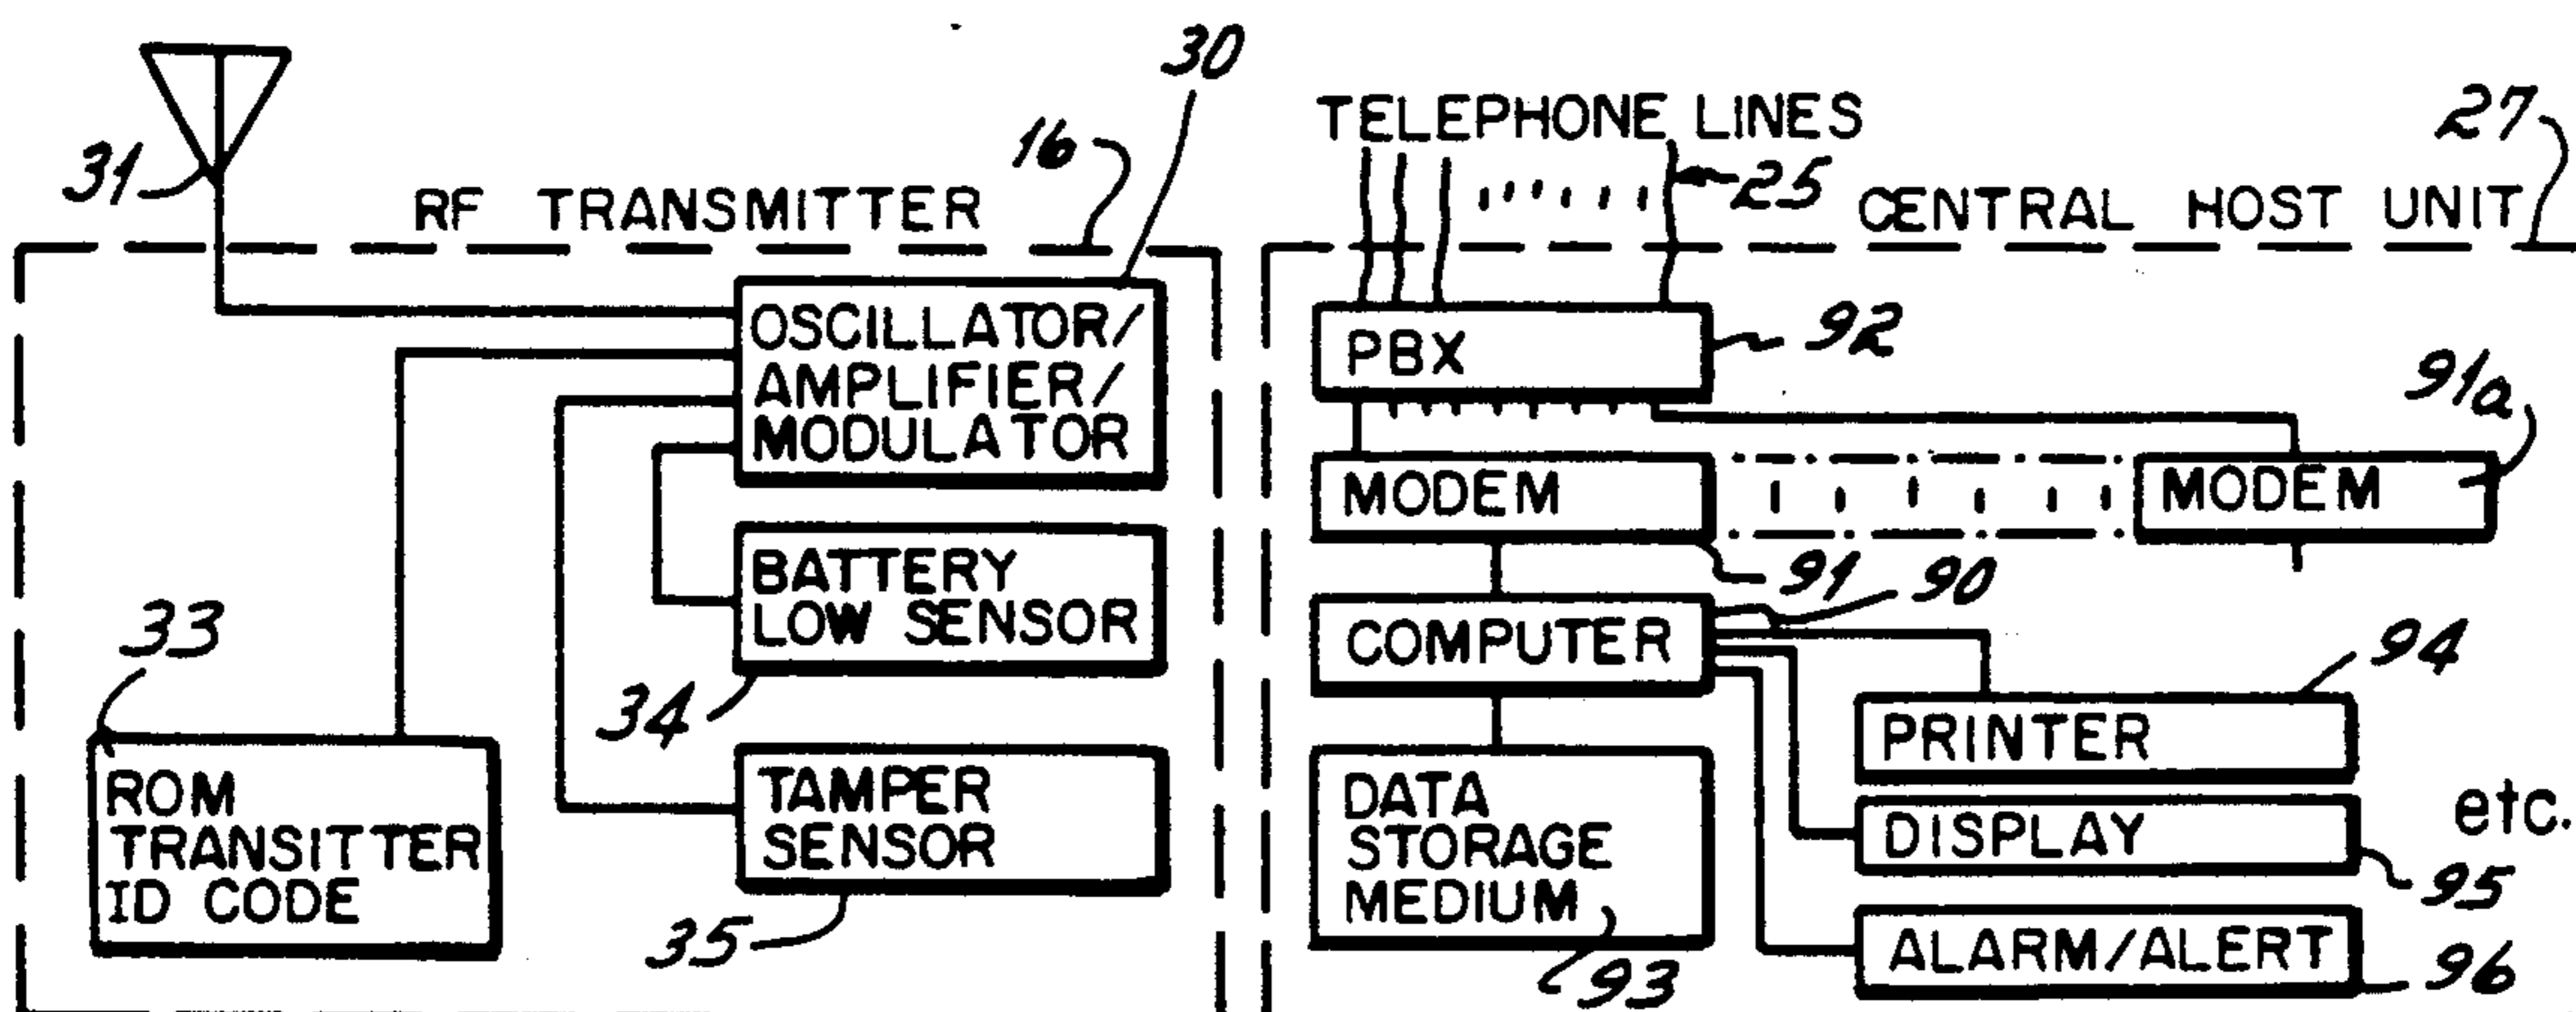 31
RF TRANSMITTER
16
30
OSCILLATOR/
AMPLIFIER/
MODULATOR
BATTERY
LOW SENSOR
34
33
ROM
TRANSITTER
ID CODE
TAMPER
SENSOR
35
TELEPHONE LINES
25
CENTRAL HOST UNIT
27
PBX
92
91a
MODEM
MODEM
91
90
COMPUTER
94
PRINTER
DATA
STORAGE
MEDIUM
93
DISPLAY
etc.
95
ALARM/ALERT
96